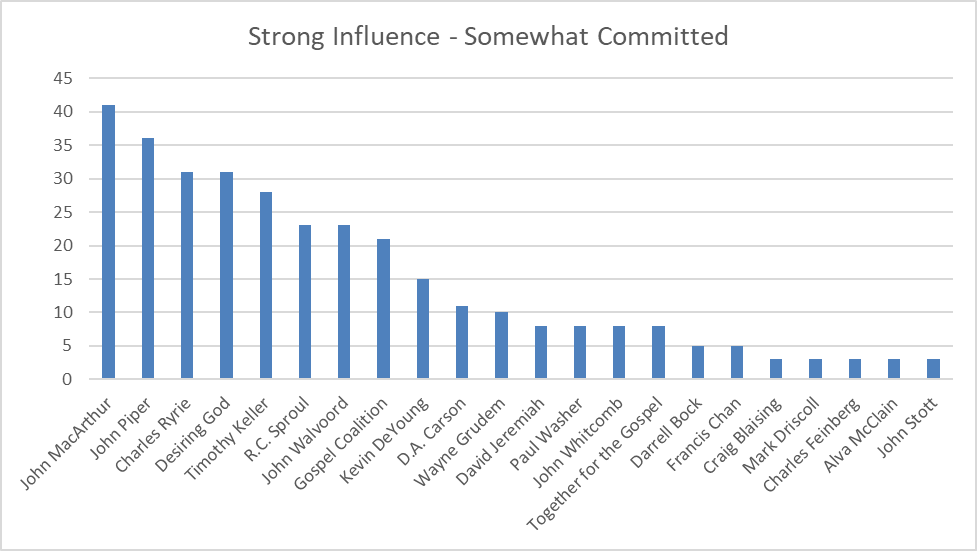 Strong Influence - Somewhat Committed
45
40
35
30
25
20
15
10
5
0
John MacArthur
John Piper
Charles Ryrie
Desiring God
Timothy Keller
R.C. Sproul
John Walvoord
Gospel Coalition
Kevin DeYoung
D.A. Carson
Wayne Grudem
David Jeremiah
Paul Washer
John Whitcomb
Together for the Gospel
Darrell Bock
Francis Chan
Craig Blaising
Mark Driscoll
Charles Feinberg
Alva McClain
John Stott